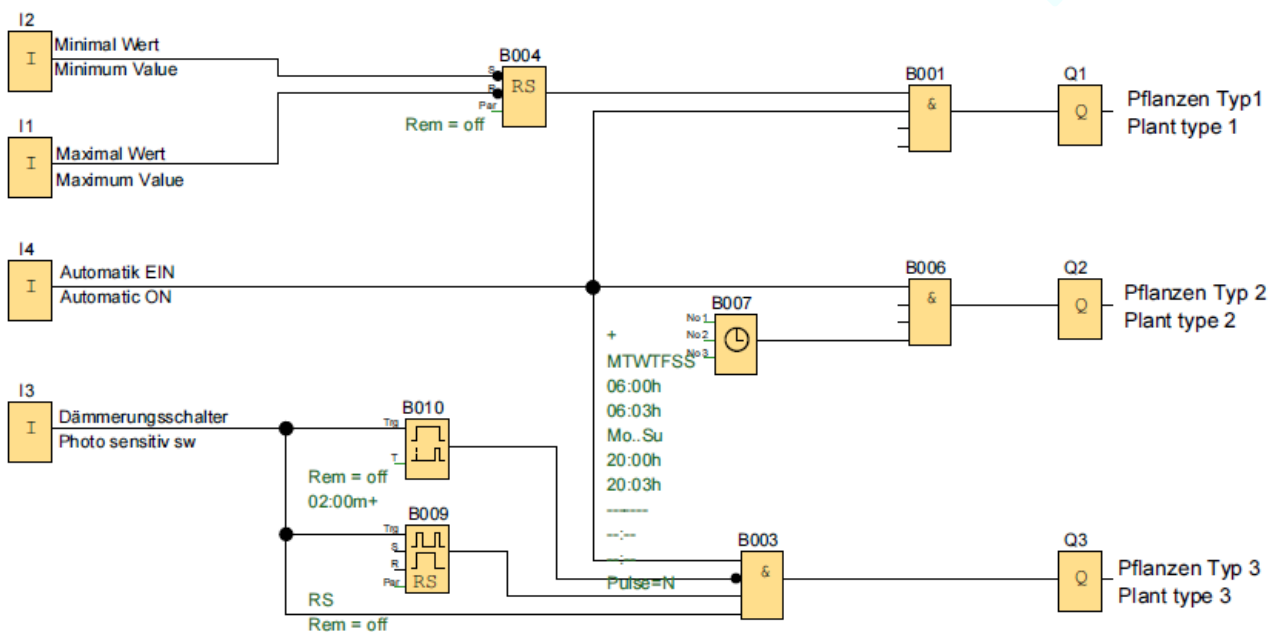 I2
I
Minimal Wert
Minimum Value
B004
S
R
Par
RS
Rem = off
B001
&
Q1
Q
Pflanzen Typ1
Plant type 1
I1
I
Maximal Wert
Maximum Value
I4
I
Automatik EIN
Automatic ON
B007
No1
No2
No3
+
MTWTFSS
06:00h
06:03h
Mo..Su
20:00h
20:03h
-------
--:--
--:--
Pulse=N
B006
&
Q2
Q
Pflanzen Typ 2
Plant type 2
I3
I
Dämmerungsschalter
Photo sensitiv sw
B010
Trg
T
Rem = off
02:00m+
B009
Trg
S
R
Par
RS
RS
Rem = off
B003
&
Q3
Q
Pflanzen Typ 3
Plant type 3